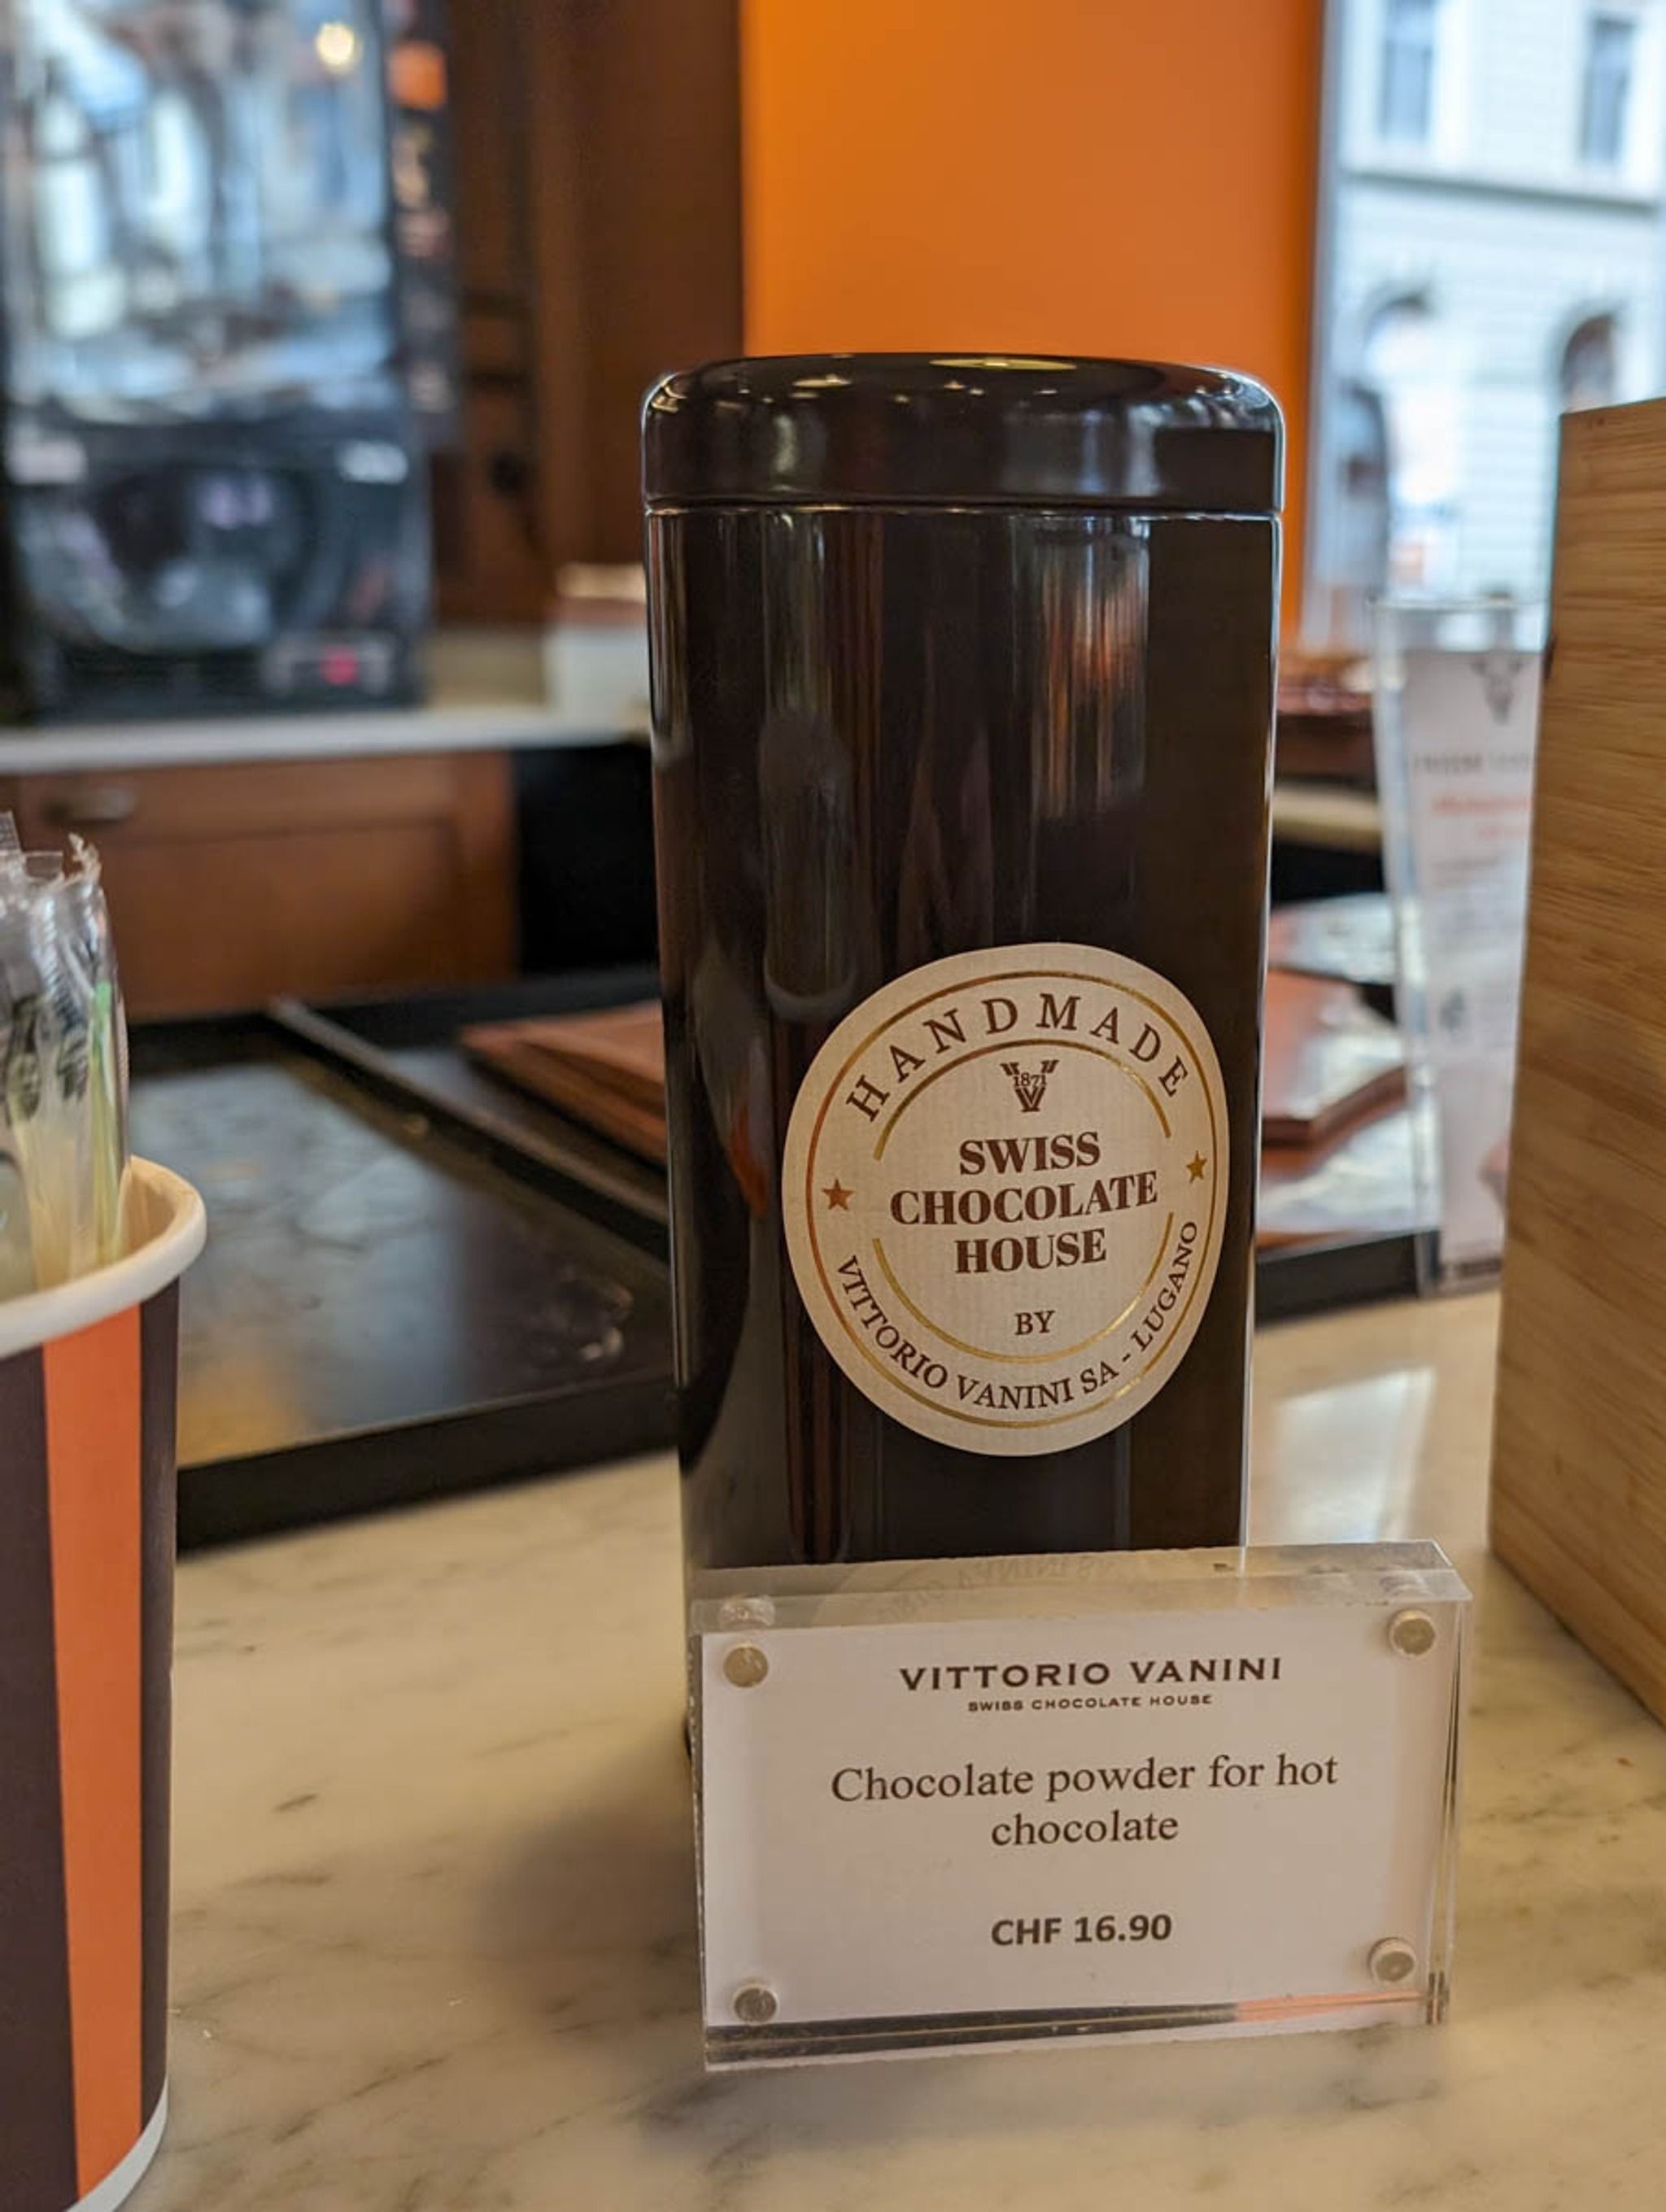 HANDMADE
1871
SWISS
CHOCOLATE
HOUSE
BY
VITTORIO VANINI SA - LUGANO
VITTORIO VANINI
SWISS CHOCOLATE HOUSE
Chocolate powder for hot
chocolate
CHF 16.90